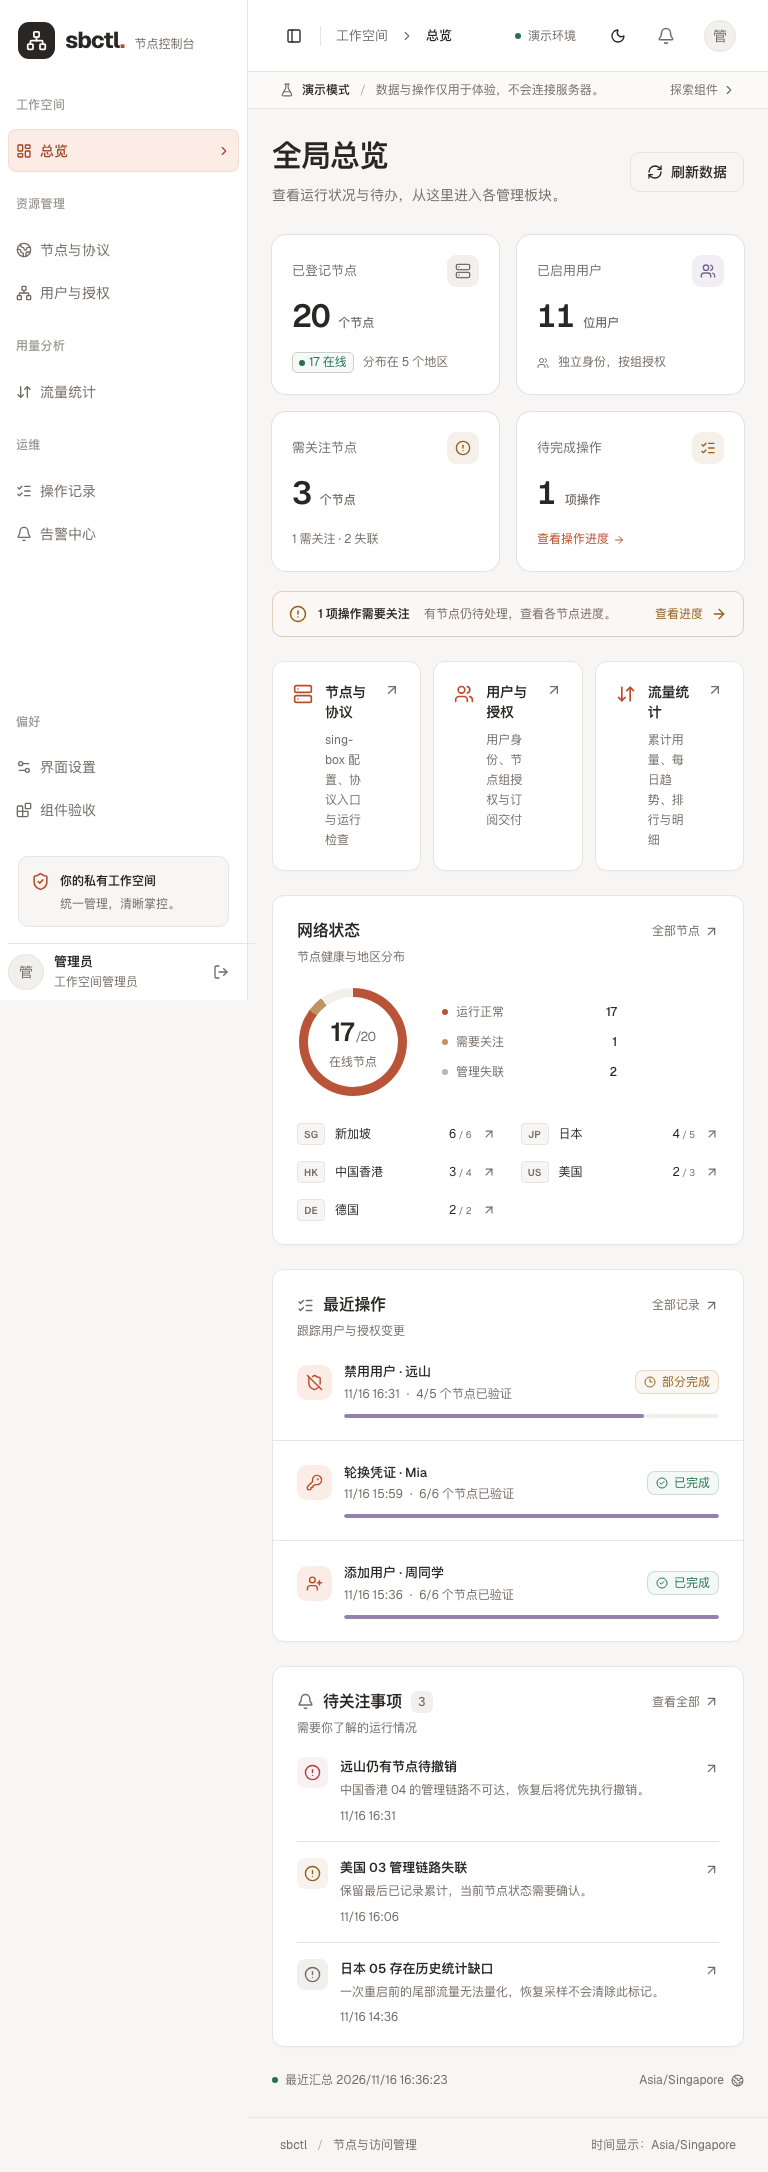 sbctl. 节点控制台
工作空间
总览
资源管理
节点与协议
用户与授权
用量分析
流量统计
运维
操作记录
告警中心
偏好
界面设置
组件验收
你的私有工作空间
统一管理，清晰掌控。
管
管理员
工作空间管理员
工作空间 总览
演示环境
管
演示模式 / 数据与操作仅用于体验，不会连接服务器。
探索组件
全局总览
查看运行状况与待办，从这里进入各管理板块。
刷新数据
已登记节点
20 个节点
17 在线 分布在 5 个地区
已启用用户
11 位用户
独立身份，按组授权
需关注节点
3 个节点
1 需关注 · 2 失联
待完成操作
1 项操作
查看操作进度
1 项操作需要关注 有节点仍待处理，查看各节点进度。
查看进度
节点与
协议
sing-
box 配
置、协
议入口
与运行
检查
用户与
授权
用户身
份、节
点组授
权与订
阅交付
流量统
计
累计用
量、每
日趋
势、排
行与明
细
网络状态
全部节点
节点健康与地区分布
17 /20
在线节点
运行正常 17
需要关注 1
管理失联 2
SG 新加坡 6 / 6
JP 日本 4 / 5
HK 中国香港 3 / 4
US 美国 2 / 3
DE 德国 2 / 2
最近操作
全部记录
跟踪用户与授权变更
禁用用户 · 远山
11/16 16:31 · 4/5 个节点已验证
部分完成
轮换凭证 · Mia
11/16 15:59 · 6/6 个节点已验证
已完成
添加用户 · 周同学
11/16 15:36 · 6/6 个节点已验证
已完成
待关注事项 3
查看全部
需要你了解的运行情况
远山仍有节点待撤销
中国香港 04 的管理链路不可达，恢复后将优先执行撤销。
11/16 16:31
美国 03 管理链路失联
保留最后已记录累计，当前节点状态需要确认。
11/16 16:06
日本 05 存在历史统计缺口
一次重启前的尾部流量无法量化，恢复采样不会清除此标记。
11/16 14:36
最近汇总 2026/11/16 16:36:23
Asia/Singapore
sbctl / 节点与访问管理
时间显示：Asia/Singapore